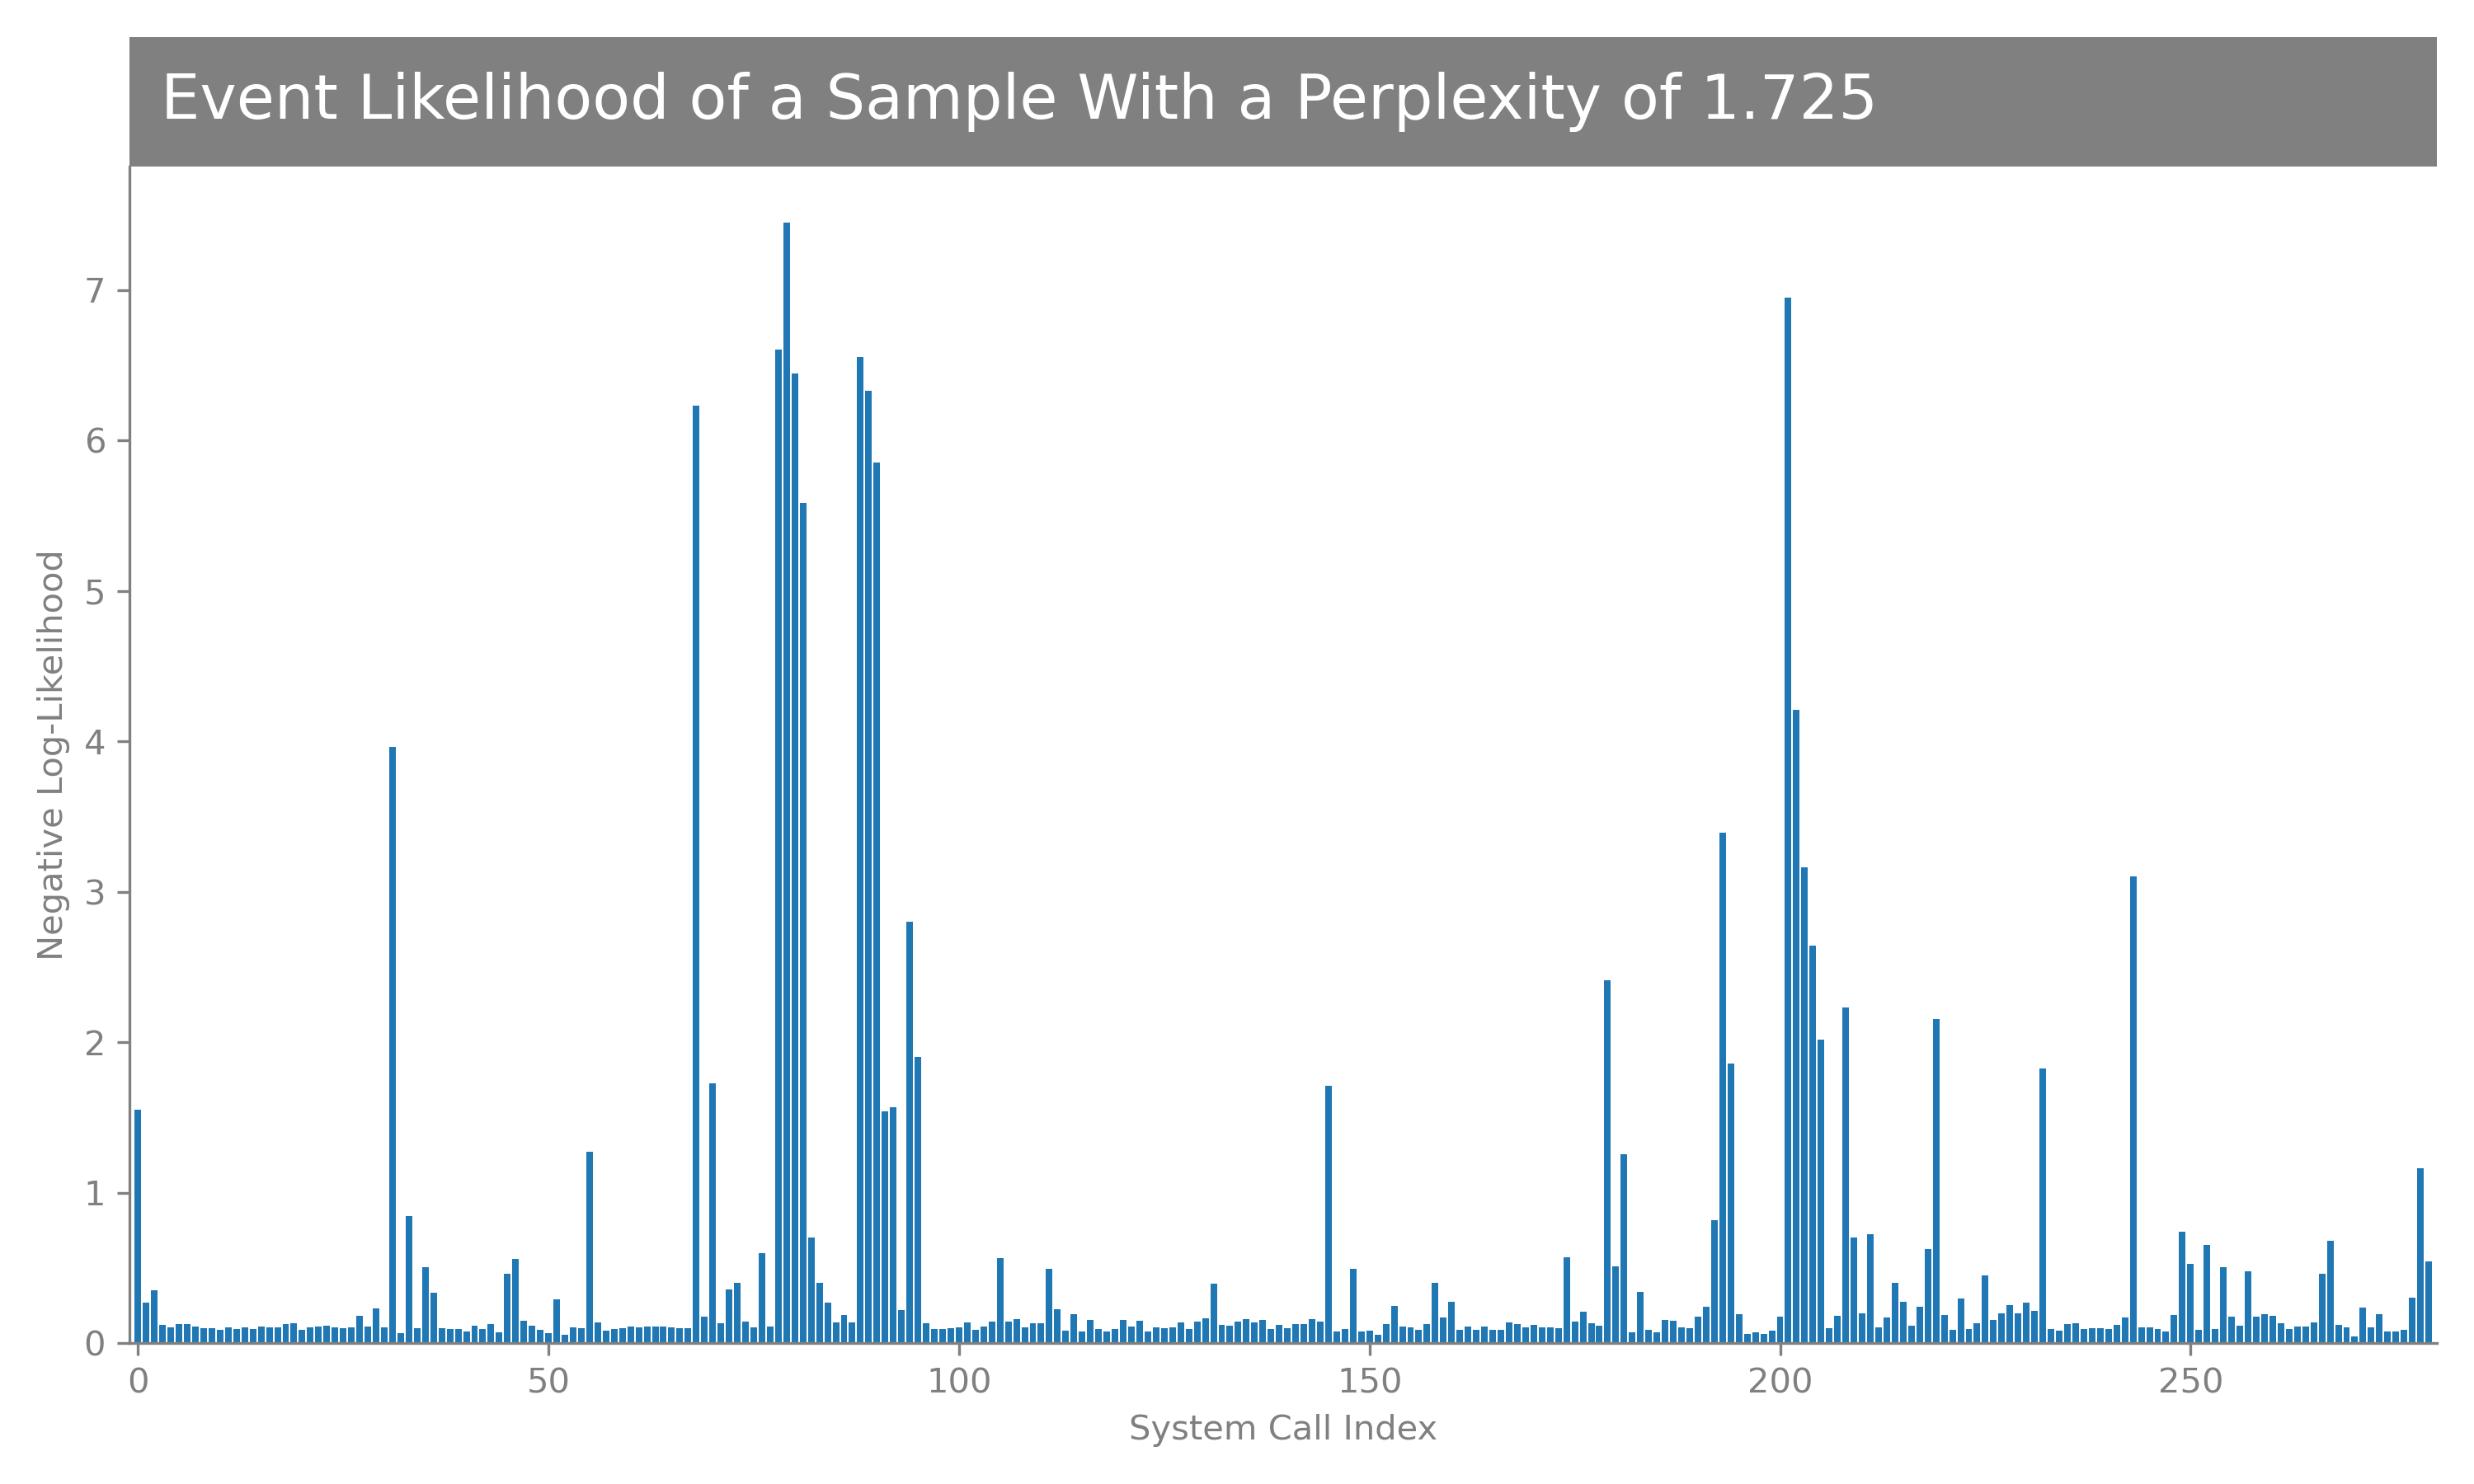 Event Likelihood of a Sample With a Perplexity of 1.725
Negative Log-Likelihood
7
6
5
4
3
2
1
0
0 50 100 150 200 250
System Call Index